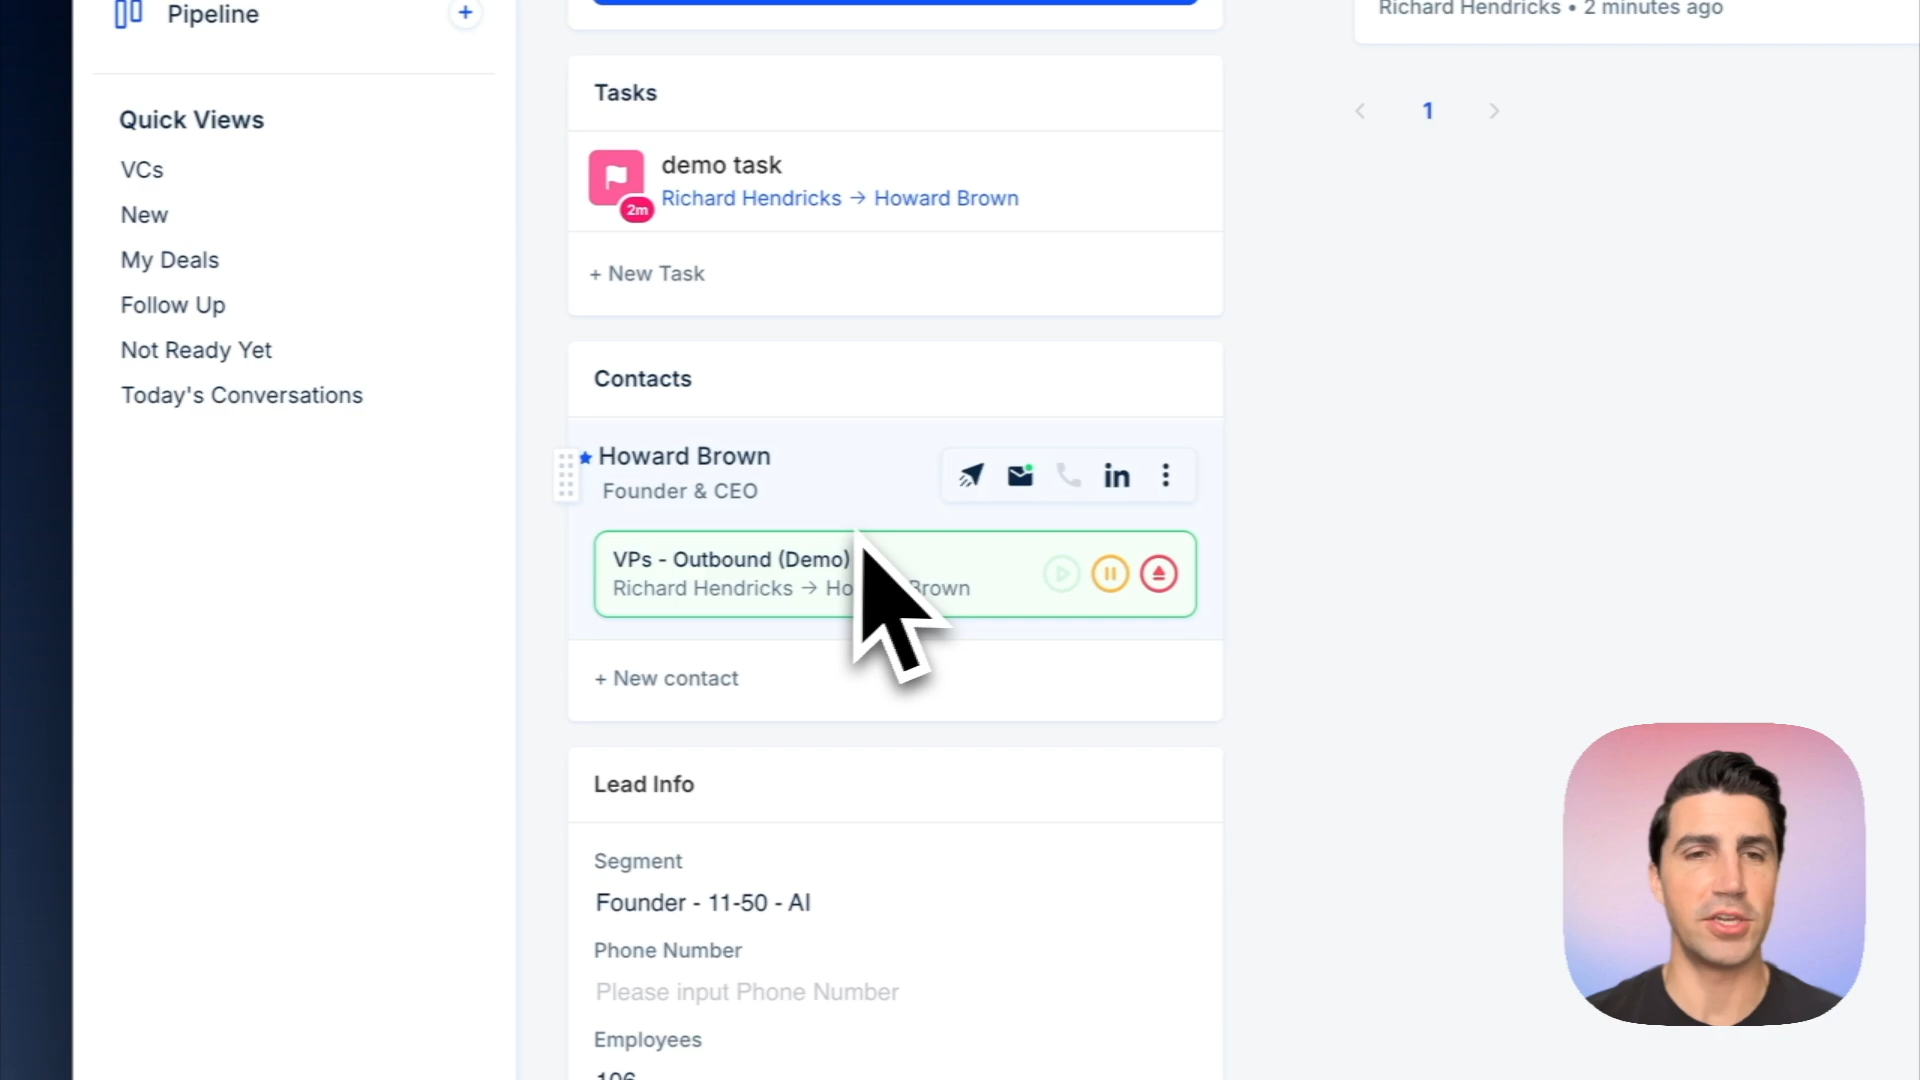 Pipeline
+
Quick Views
VCs
New
My Deals
Follow Up
Not Ready Yet
Today's Conversations
Tasks
demo task
2m
Richard Hendricks → Howard Brown
+ New Task
Contacts
Howard Brown
Founder & CEO
in
VPs - Outbound (Demo)
Richard Hendricks → Ho Brown
+ New contact
Lead Info
Segment
Founder - 11-50 - AI
Phone Number
Please input Phone Number
Employees
106
Richard Hendricks • 2 minutes ago
1